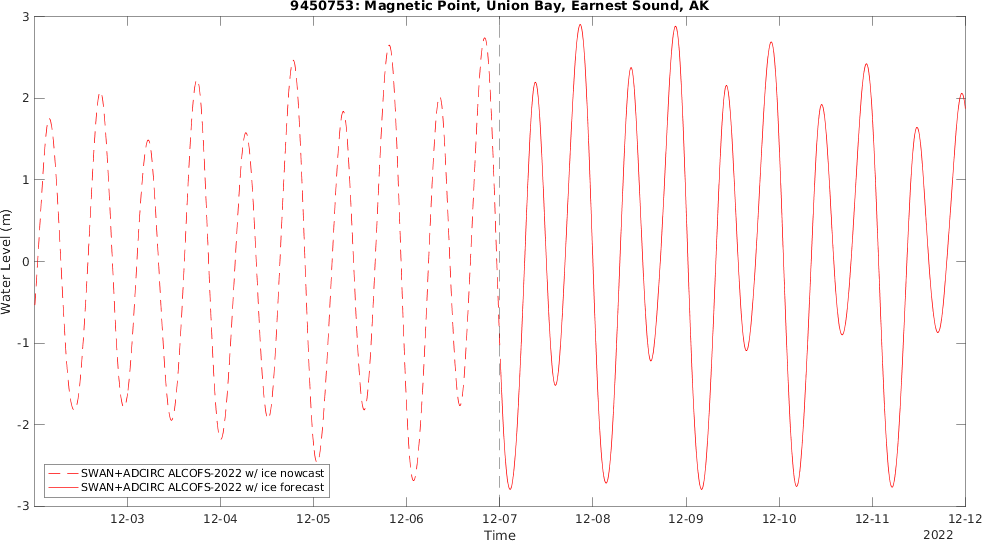 9450753: Magnetic Point, Union Bay, Earnest Sound, AK
3
2
1
0
-1
-2
-3
Water Level (m)
SWAN+ADCIRC ALCOFS-2022 w/ ice nowcast
SWAN+ADCIRC ALCOFS-2022 w/ ice forecast
12-03 12-04 12-05 12-06 12-07 12-08 12-09 12-10 12-11 12-12
Time
2022